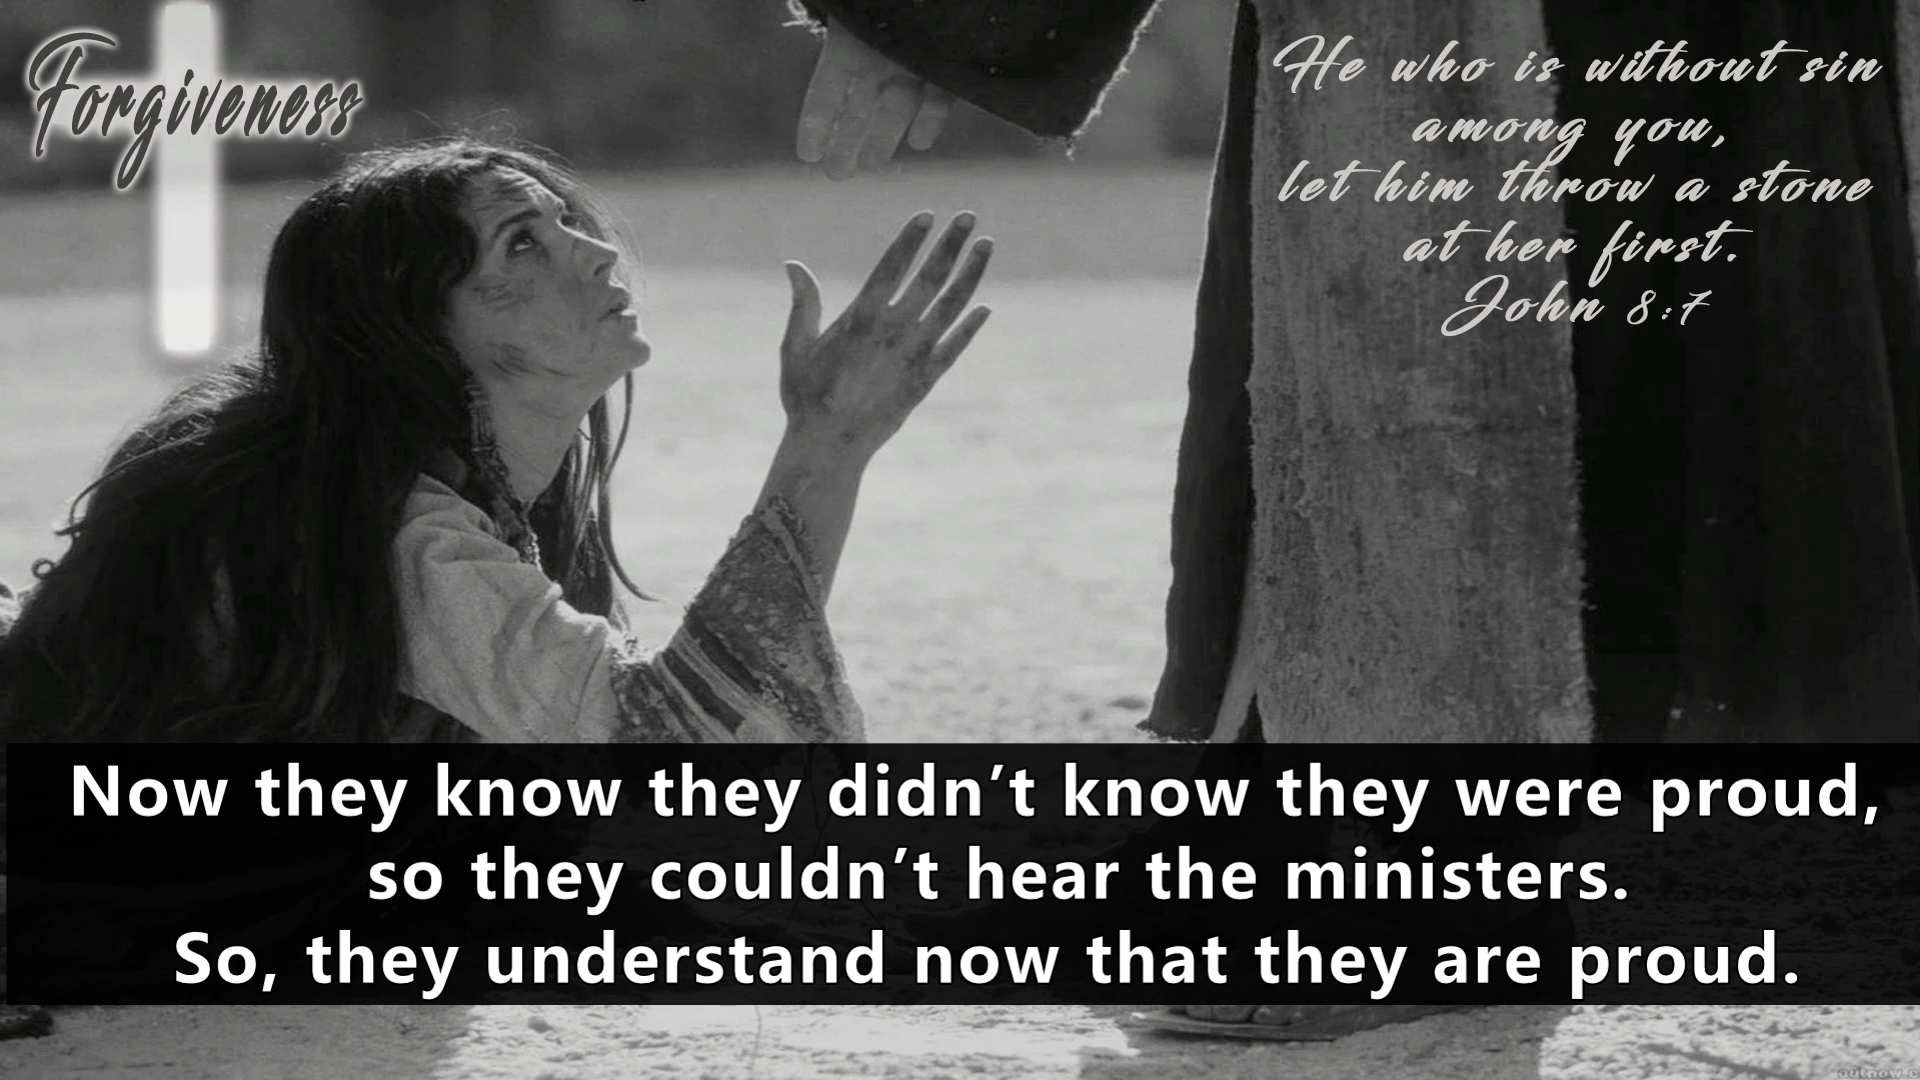 Forgiveness
He who is without sin
among you,
let him throw a stone
at her first.
John 8:7
Now they know they didn’t know they were proud,
so they couldn’t hear the ministers.
So, they understand now that they are proud.
outnow.c